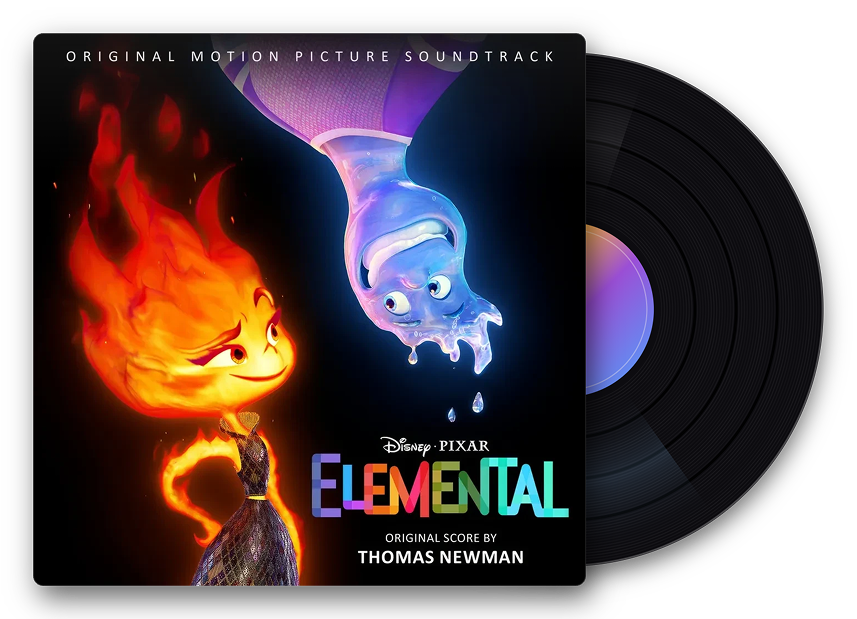 ORIGINAL MOTION PICTURE SOUNDTRACK
Disney · PIXAR
ELEMENTAL
ORIGINAL SCORE BY
THOMAS NEWMAN